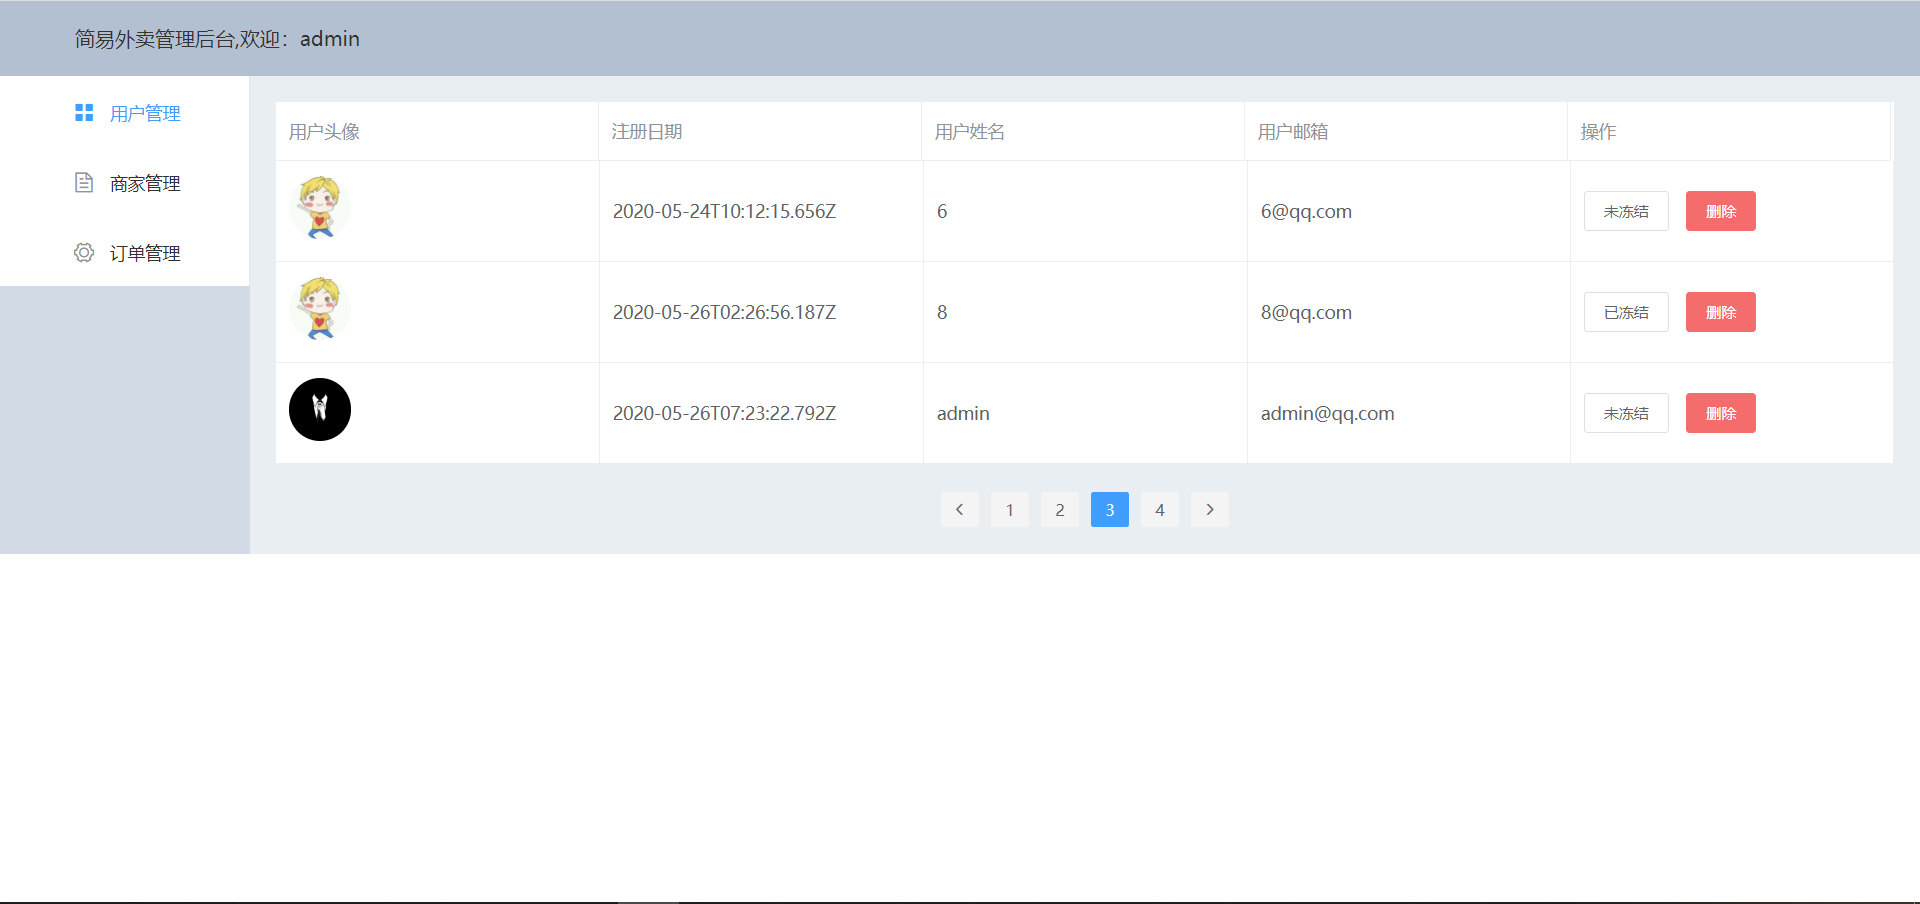 简易外卖管理后台,欢迎：admin
用户管理
商家管理
订单管理
用户头像 注册日期 用户姓名 用户邮箱 操作
2020-05-24T10:12:15.656Z 6 6@qq.com 未冻结 删除
2020-05-26T02:26:56.187Z 8 8@qq.com 已冻结 删除
2020-05-26T07:23:22.792Z admin admin@qq.com 未冻结 删除
1 2 3 4